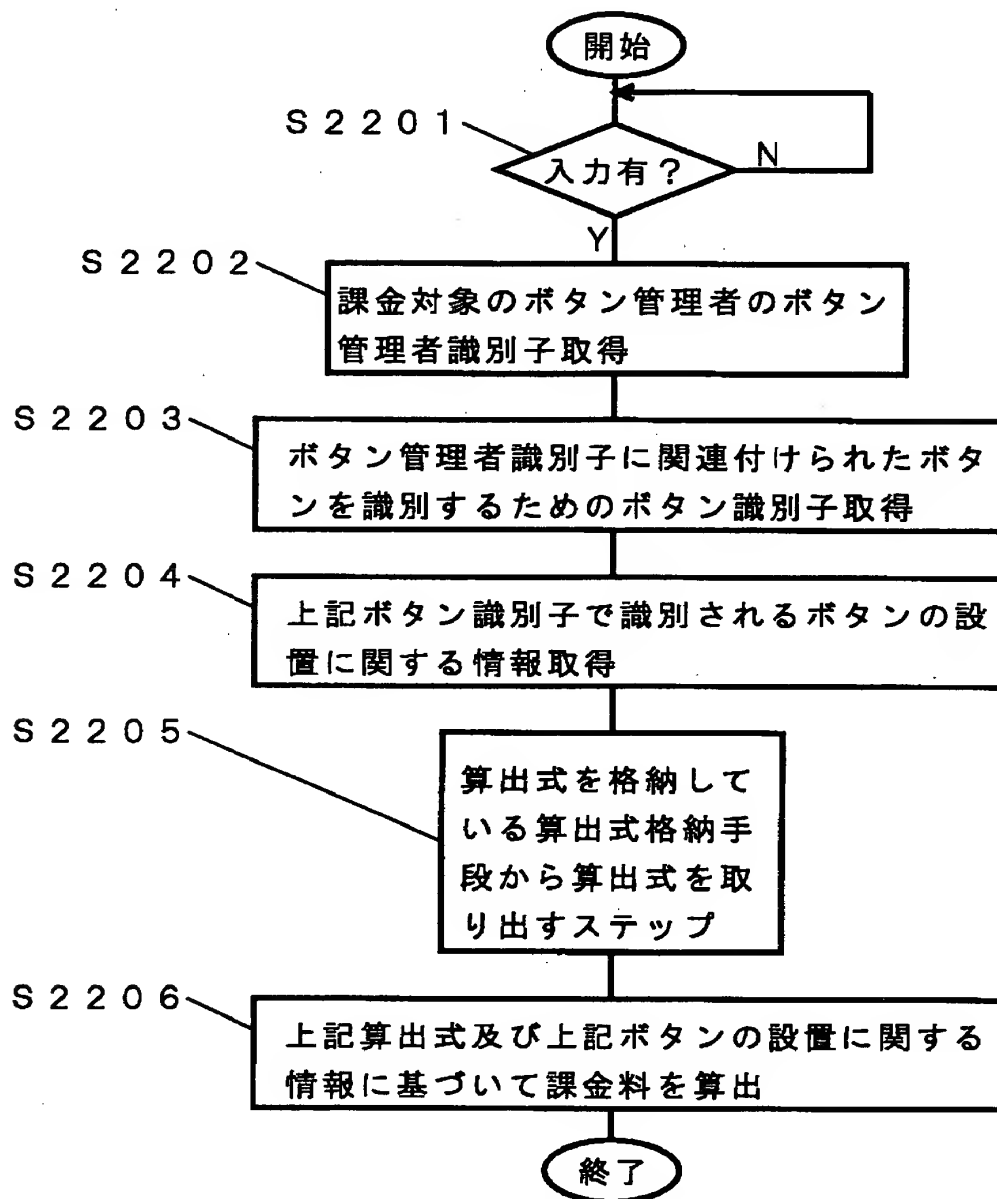 開始
S2201
入力有?
N
Y
S2202
課金対象のボタン管理者のボタン
管理者識別子取得
S2203
ボタン管理者識別子に関連付けられたボタ
ンを識別するためのボタン識別子取得
S2204
上記ボタン識別子で識別されるボタンの設
置に関する情報取得
S2205
算出式を格納して
いる算出式格納手
段から算出式を取
り出すステップ
S2206
上記算出式及び上記ボタンの設置に関する
情報に基づいて課金料を算出
終了